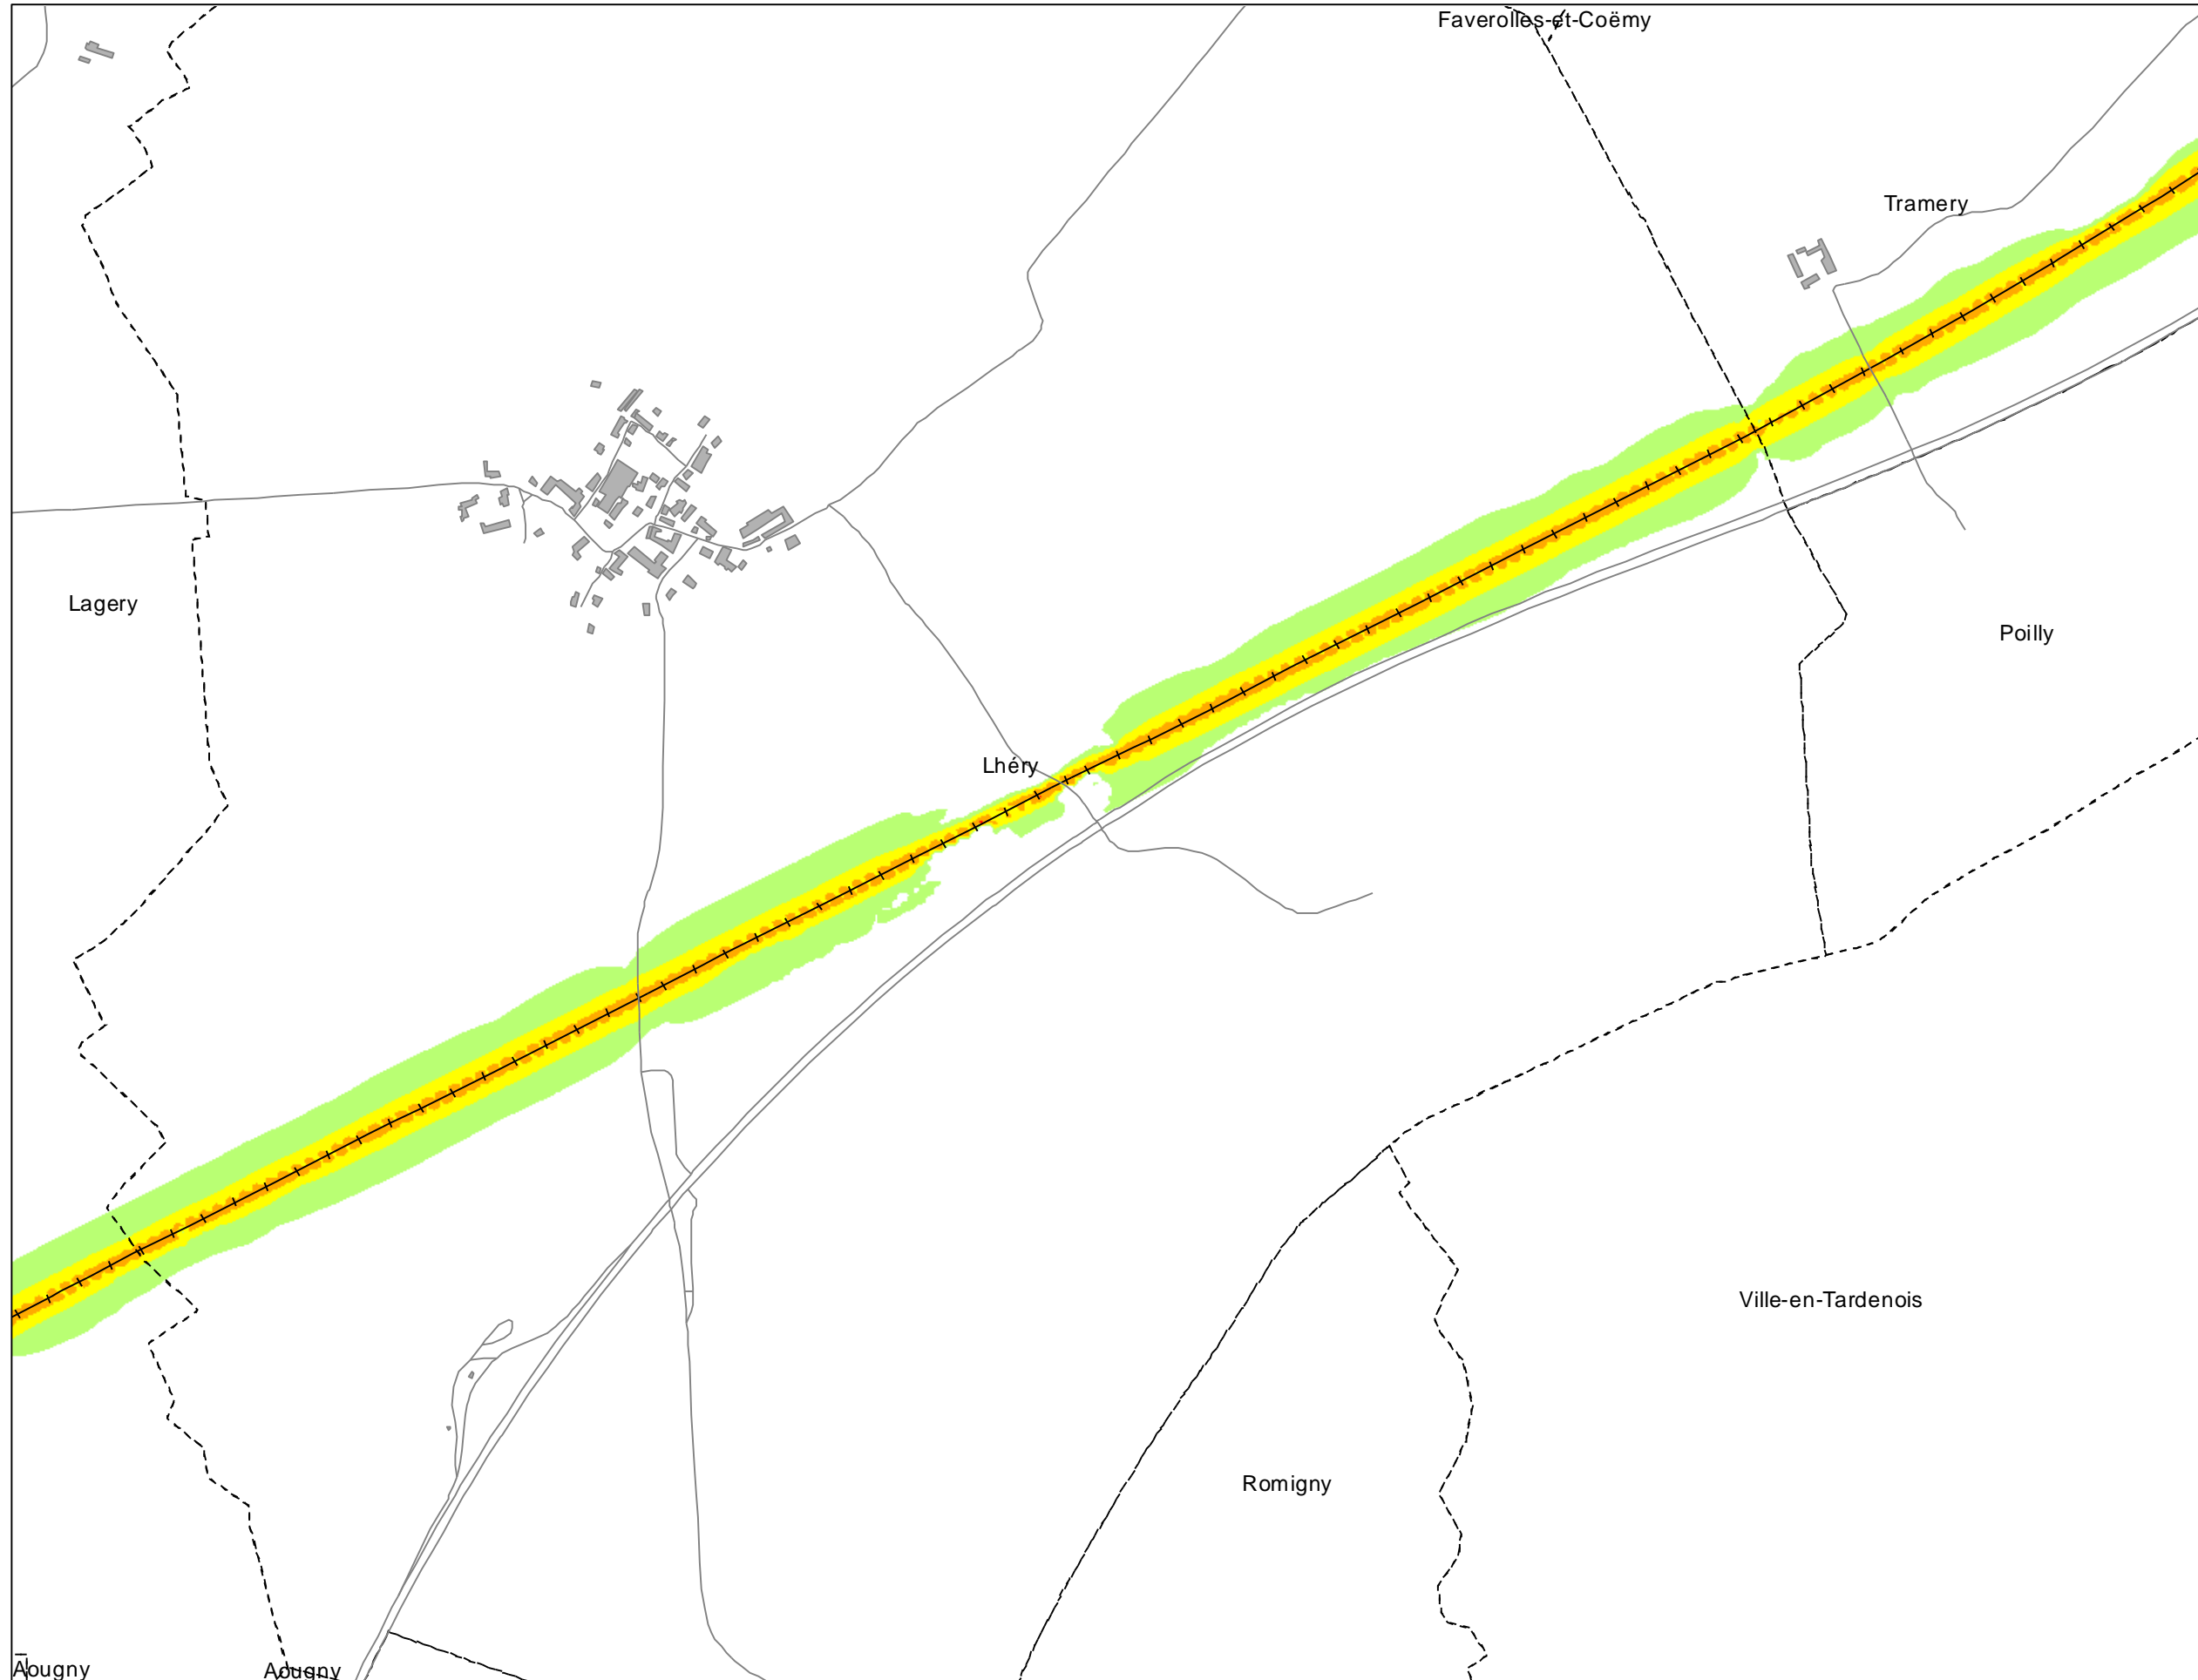 Faverolles-et-Coëmy
Tramery
Lagery
Poilly
Lhéry
Ville-en-Tardenois
Romigny
Aougny
Aougny